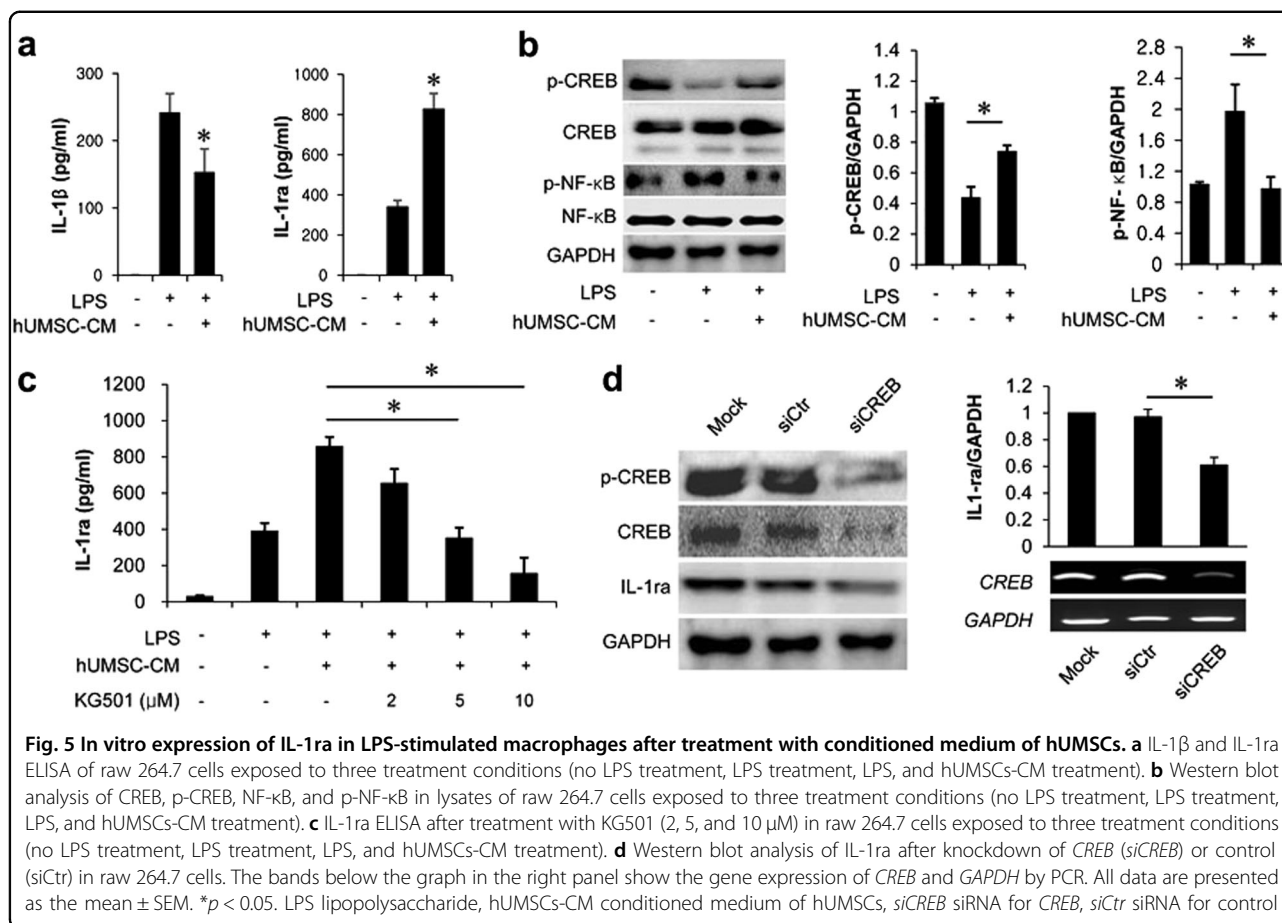 a
300
200
100
0
IL-1β (pg/ml)
*
LPS - + +
hUMSC-CM - - +
1000
800
600
400
200
0
IL-1ra (pg/ml)
*
LPS - + +
hUMSC-CM - - +
b
p-CREB
CREB
p-NF-κB
NF-κB
GAPDH
LPS - + +
hUMSC-CM - - +
1.4
1.2
1
0.8
0.6
0.4
0.2
0
p-CREB/GAPDH
*
LPS - + +
hUMSC-CM - - +
2.8
2.4
2
1.6
1.2
0.8
0.4
0
p-NF- κB/GAPDH
*
LPS - + +
hUMSC-CM - - +
c
1200
1000
800
600
400
200
0
IL-1ra (pg/ml)
*
*
LPS - + + + + +
hUMSC-CM - - + + + +
KG501 (μM) - - - 2 5 10
d
Mock siCtr siCREB
p-CREB
CREB
IL-1ra
GAPDH
1.2
1
0.8
0.6
0.4
0.2
0
IL1-ra/GAPDH
*
CREB
GAPDH
Mock siCtr siCREB
Fig. 5 In vitro expression of IL-1ra in LPS-stimulated macrophages after treatment with conditioned medium of hUMSCs. a IL-1β and IL-1ra
ELISA of raw 264.7 cells exposed to three treatment conditions (no LPS treatment, LPS treatment, LPS, and hUMSCs-CM treatment). b Western blot
analysis of CREB, p-CREB, NF-κB, and p-NF-κB in lysates of raw 264.7 cells exposed to three treatment conditions (no LPS treatment, LPS treatment,
LPS, and hUMSCs-CM treatment). c IL-1ra ELISA after treatment with KG501 (2, 5, and 10 μM) in raw 264.7 cells exposed to three treatment conditions
(no LPS treatment, LPS treatment, LPS, and hUMSCs-CM treatment). d Western blot analysis of IL-1ra after knockdown of CREB (siCREB) or control
(siCtr) in raw 264.7 cells. The bands below the graph in the right panel show the gene expression of CREB and GAPDH by PCR. All data are presented
as the mean ± SEM. *p < 0.05. LPS lipopolysaccharide, hUMSCs-CM conditioned medium of hUMSCs, siCREB siRNA for CREB, siCtr siRNA for control